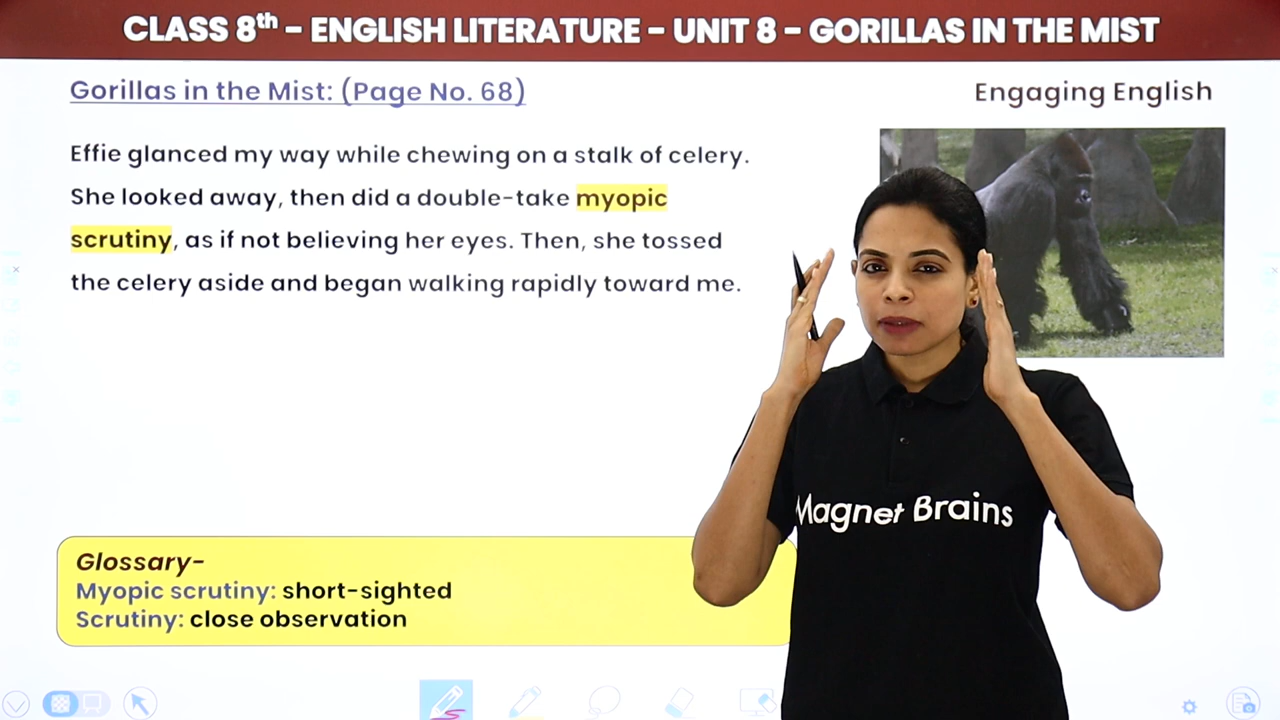 CLASS 8th – ENGLISH LITERATURE – UNIT 8 – GORILLAS IN THE MIST
Gorillas in the Mist: (Page No. 68)
Engaging English
Effie glanced my way while chewing on a stalk of celery.
She looked away, then did a double-take myopic
scrutiny, as if not believing her eyes. Then, she tossed
the celery aside and began walking rapidly toward me.
Magnet Brains
Glossary-
Myopic scrutiny: short-sighted
Scrutiny: close observation